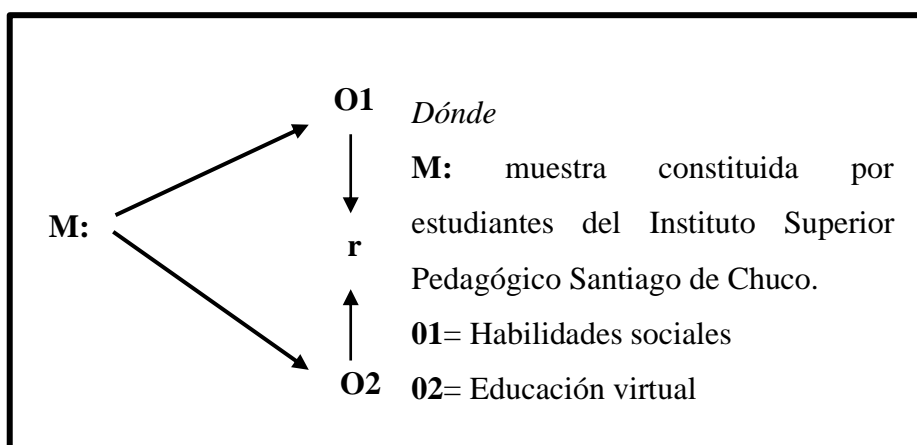 O1
Dónde
M: muestra constituida por
estudiantes del Instituto Superior
M:
r
Pedagógico Santiago de Chuco.
01= Habilidades sociales
O2
02= Educación virtual